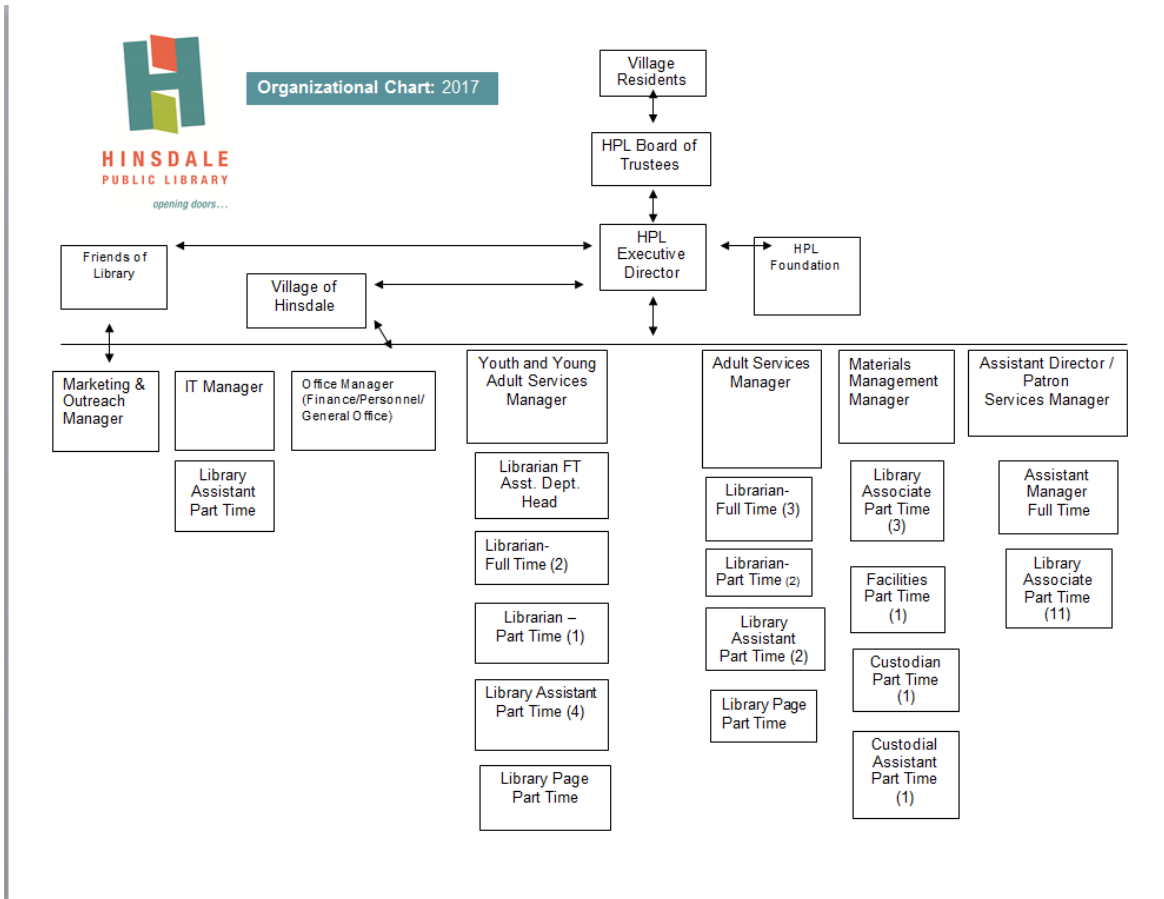 Organizational Chart: 2017
HINSDALE
PUBLIC LIBRARY
opening doors...
Village
Residents
HPL Board of
Trustees
HPL
Executive
Director
Friends of
Library
Village of
Hinsdale
HPL
Foundation
Marketing &
Outreach
Manager
IT Manager
Library
Assistant
Part Time
Office Manager
(Finance/Personnel/
General Office)
Youth and Young
Adult Services
Manager
Librarian FT
Asst. Dept.
Head
Librarian-
Full Time (2)
Librarian –
Part Time (1)
Library Assistant
Part Time (4)
Library Page
Part Time
Adult Services
Manager
Librarian-
Full Time (3)
Librarian-
Part Time (2)
Library
Assistant
Part Time (2)
Library Page
Part Time
Materials
Management
Manager
Library
Associate
Part Time
(3)
Facilities
Part Time
(1)
Custodian
Part Time
(1)
Custodial
Assistant
Part Time
(1)
Assistant Director /
Patron
Services Manager
Assistant
Manager
Full Time
Library
Associate
Part Time
(11)